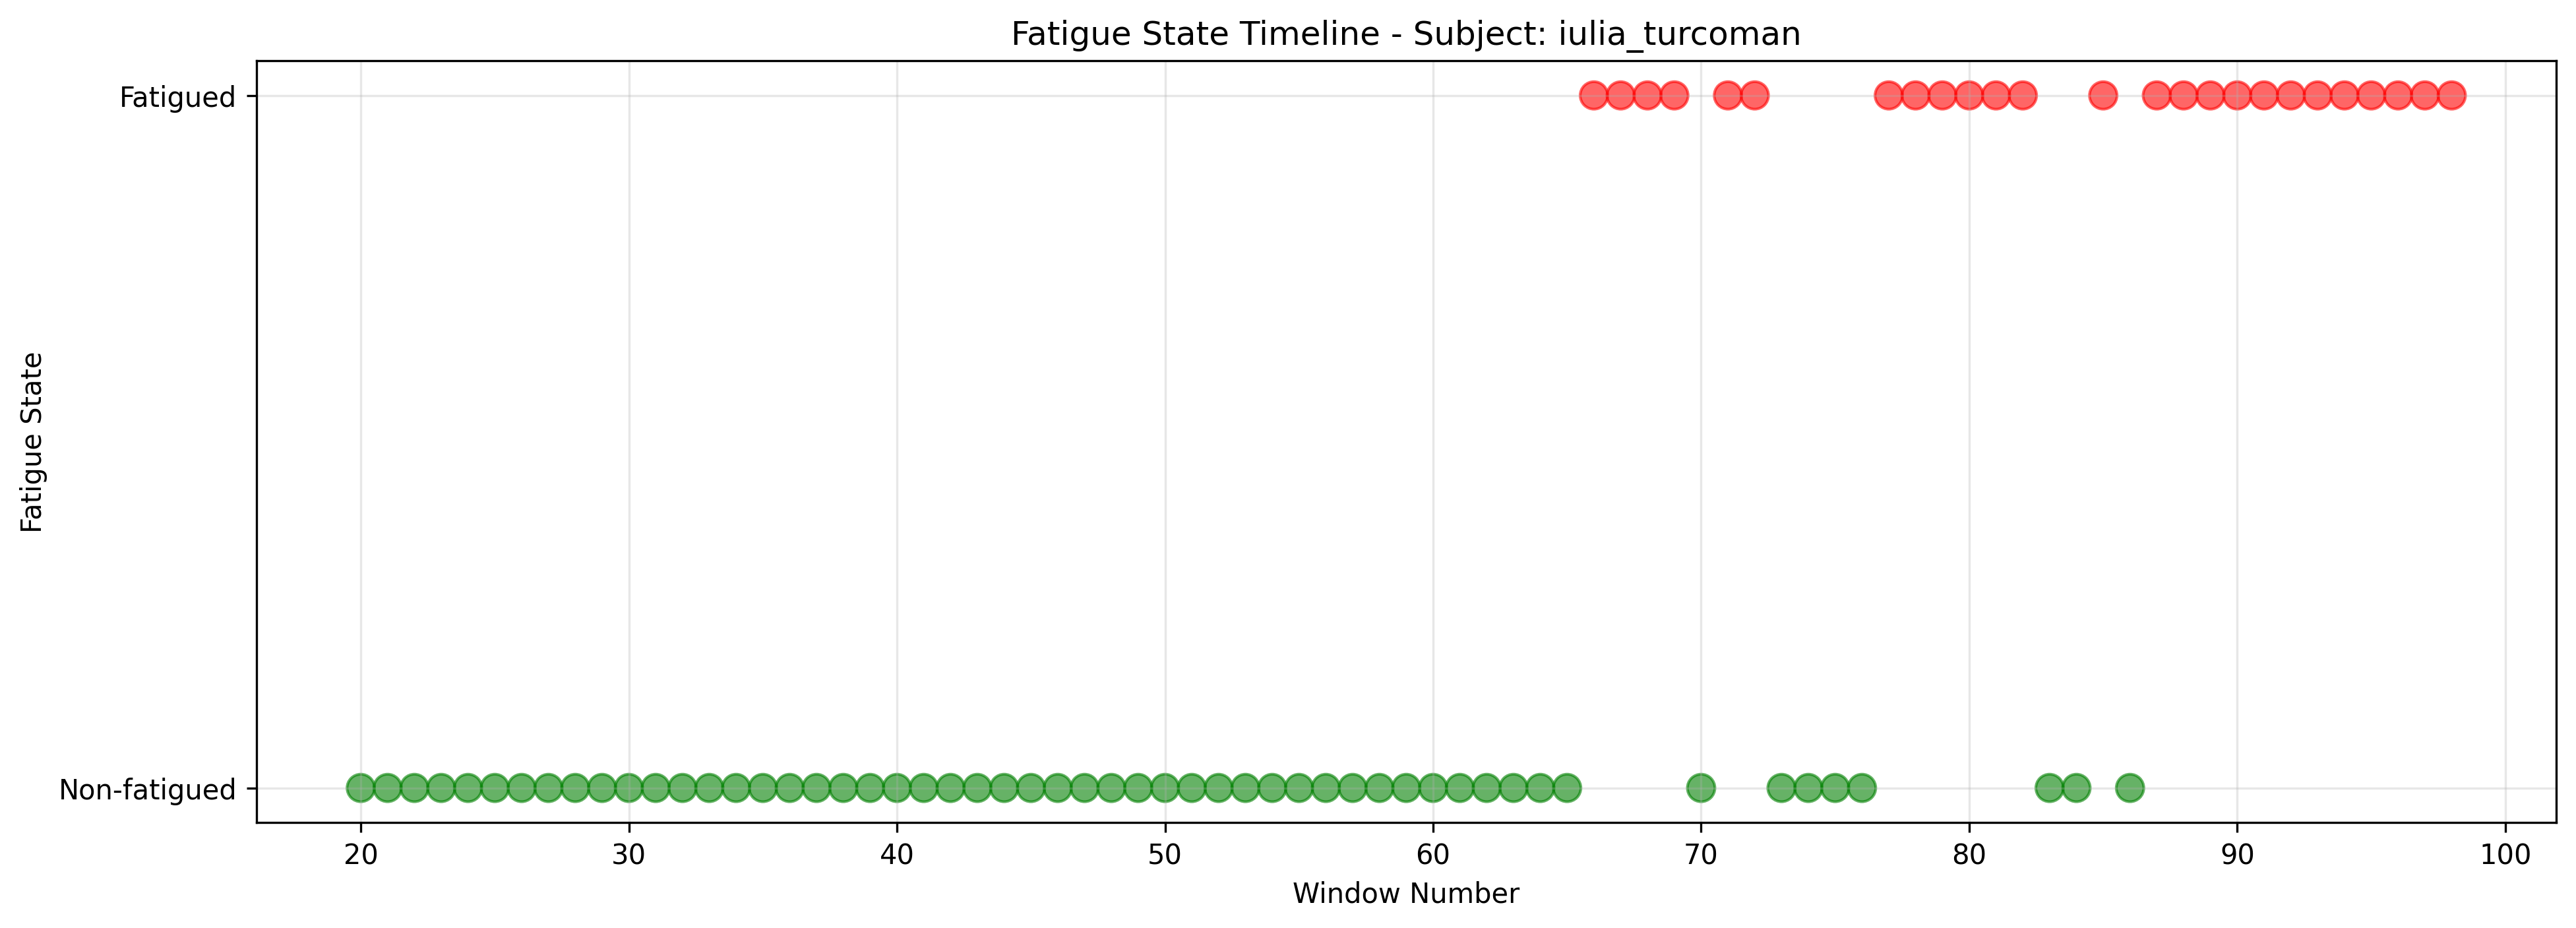 Fatigue State Timeline - Subject: iulia_turcoman
Fatigued
Fatigue State
Non-fatigued
20 30 40 50 60 70 80 90 100
Window Number